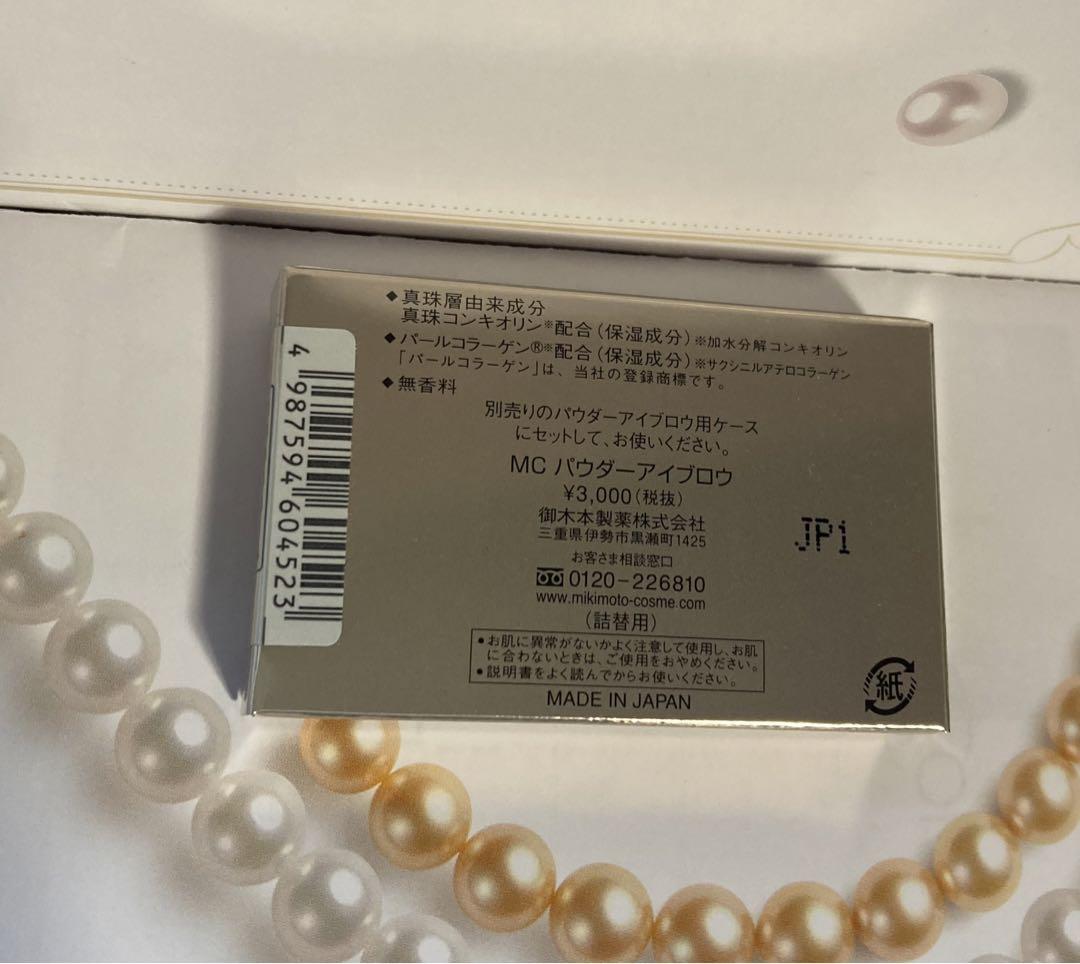 ◆真珠層由来成分
真珠コンキオリン※配合(保湿成分)※加水分解コンキオリン
◆パールコラーゲン®※配合(保湿成分)※サクシニルアテロコラーゲン
「パールコラーゲン」は、当社の登録商標です。
◆無香料
別売りのパウダーアイブロウ用ケース
にセットして、お使いください。
MC パウダーアイブロウ
¥3,000(税抜)
御木本製薬株式会社
三重県伊勢市黒瀬町1425
お客さま相談窓口
0120-226810
www.mikimoto-cosme.com
(詰替用)
•お肌に異常がないかよく注意して使用し、お肌
に合わないときは、ご使用をおやめください。
•説明書をよく読んでからお使いください。
MADE IN JAPAN
JP1
紙
4 987594 604523